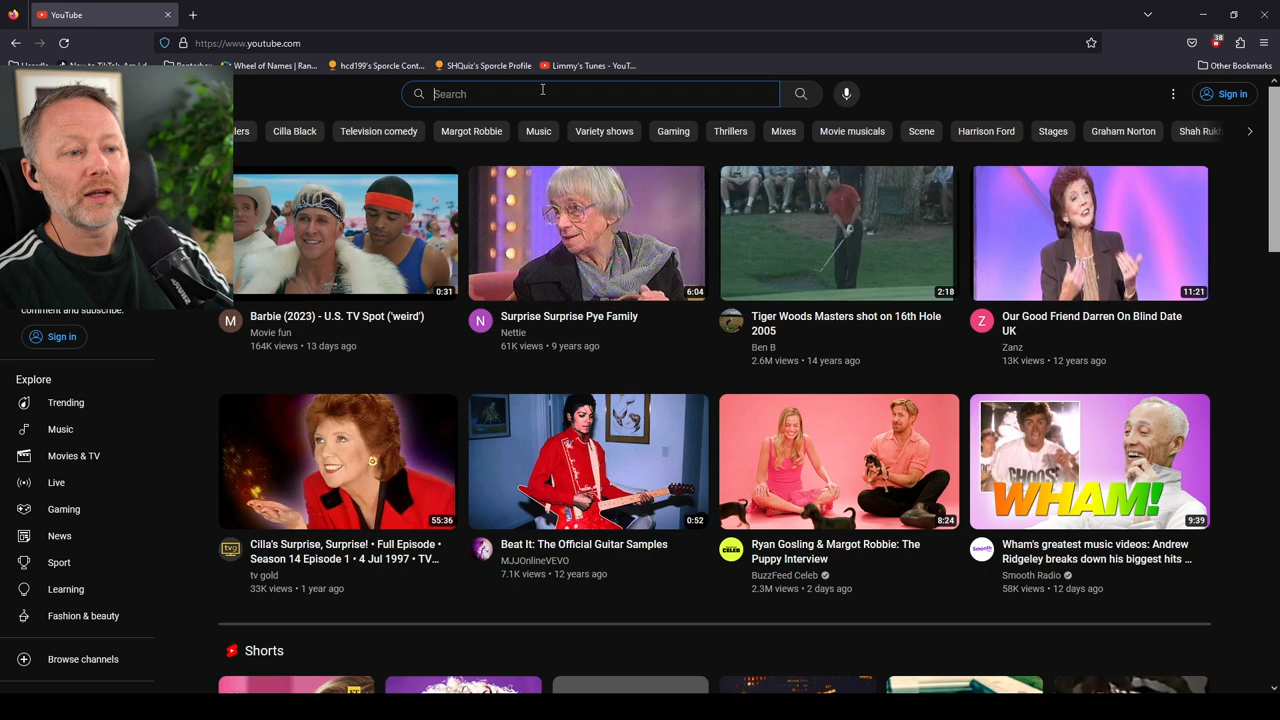 YouTube
https://www.youtube.com
38
Wheel of Names | Ran...
hcd199's Sporcle Cont...
SHQuiz's Sporcle Profile
Limmy's Tunes - YouT...
Other Bookmarks
Search
Sign in
Cilla Black
Television comedy
Margot Robbie
Music
Variety shows
Gaming
Thrillers
Mixes
Movie musicals
Scene
Harrison Ford
Stages
Graham Norton
Shah Rukh
0:31
6:04
2:18
11:21
M
Barbie (2023) - U.S. TV Spot ('weird')
Movie fun
164K views • 13 days ago
N
Surprise Surprise Pye Family
Nettie
61K views • 9 years ago
Tiger Woods Masters shot on 16th Hole
2005
Ben B
2.6M views • 14 years ago
Z
Our Good Friend Darren On Blind Date
UK
Zanz
13K views • 12 years ago
comment and subscribe.
Sign in
Explore
Trending
Music
Movies & TV
Live
Gaming
News
Sport
Learning
Fashion & beauty
Browse channels
55:36
0:52
8:24
CHOOSE
WHAM!
9:39
tvg
Cilla's Surprise, Surprise! • Full Episode •
Season 14 Episode 1 • 4 Jul 1997 • TV...
tv gold
33K views • 1 year ago
Beat It: The Official Guitar Samples
MJJOnlineVEVO
7.1K views • 12 years ago
CELEB
Ryan Gosling & Margot Robbie: The
Puppy Interview
BuzzFeed Celeb
2.3M views • 2 days ago
Smooth
Wham's greatest music videos: Andrew
Ridgeley breaks down his biggest hits ...
Smooth Radio
58K views • 12 days ago
Shorts